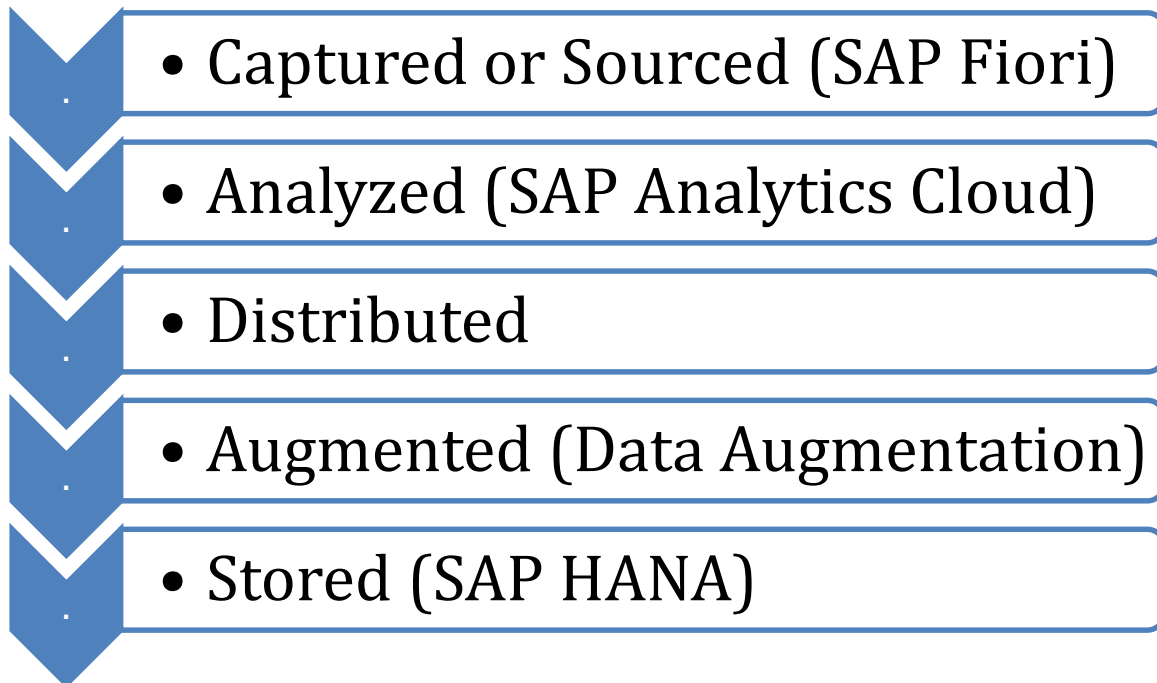 • Captured or Sourced (SAP Fiori)
• Analyzed (SAP Analytics Cloud)
• Distributed
• Augmented (Data Augmentation)
• Stored (SAP HANA)